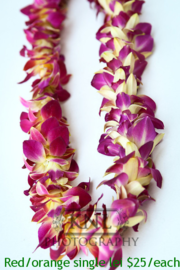 PHOTOGRAPHY
Red/orange single lei $25/each